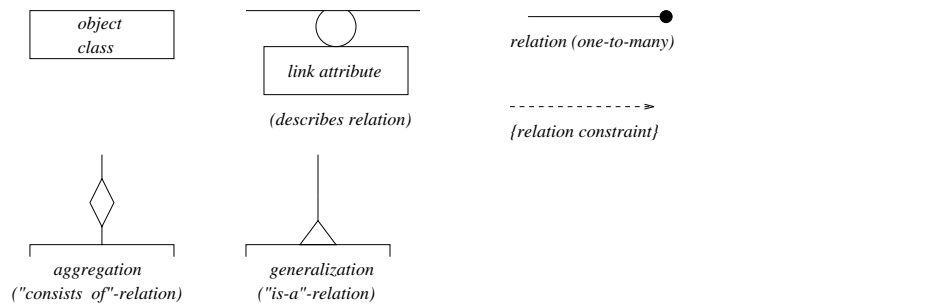 object
class
link attribute
(describes relation)
relation (one-to-many)
{relation constraint}
aggregation
("consists of"-relation)
generalization
("is-a"-relation)